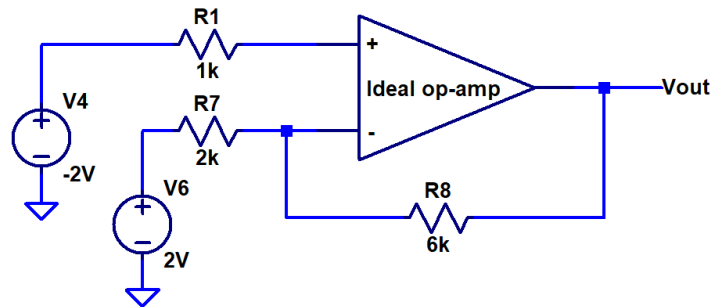 R1
+
1k
Ideal op-amp
Vout
V4
+
-2V
R7
-
2k
V6
+
2V
R8
6k